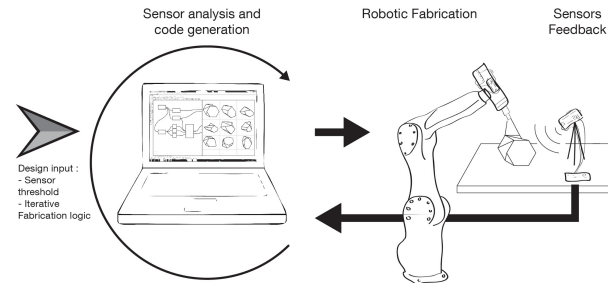 Sensor analysis and
code generation
Robotic Fabrication
Sensors
Feedback
Design input :
- Sensor
threshold
- Iterative
Fabrication logic